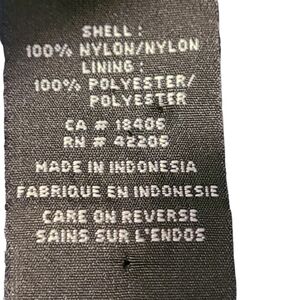 SHELL :
100% NYLON/NYLON
LINING :
100% POLYESTER/
POLYESTER
CA # 18406
RN # 42205
MADE IN INDONESIA
FABRIQUE EN INDONESIE
CARE ON REVERSE
SAINS SUR L'ENDOS